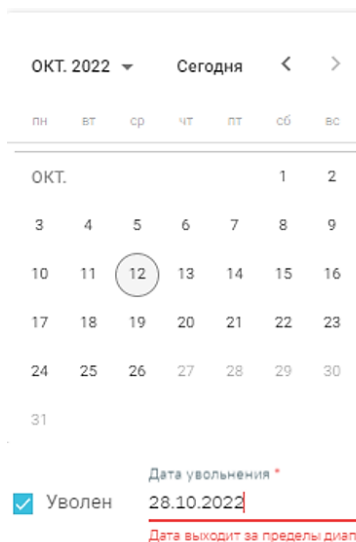 ОКТ. 2022 Сегодня
пн вт ср чт пт сб вс
ОКТ. 1 2
3 4 5 6 7 8 9
10 11 12 13 14 15 16
17 18 19 20 21 22 23
24 25 26 27 28 29 30
31
Дата увольнения *
Уволен 28.10.2022
Дата выходит за пределы диап